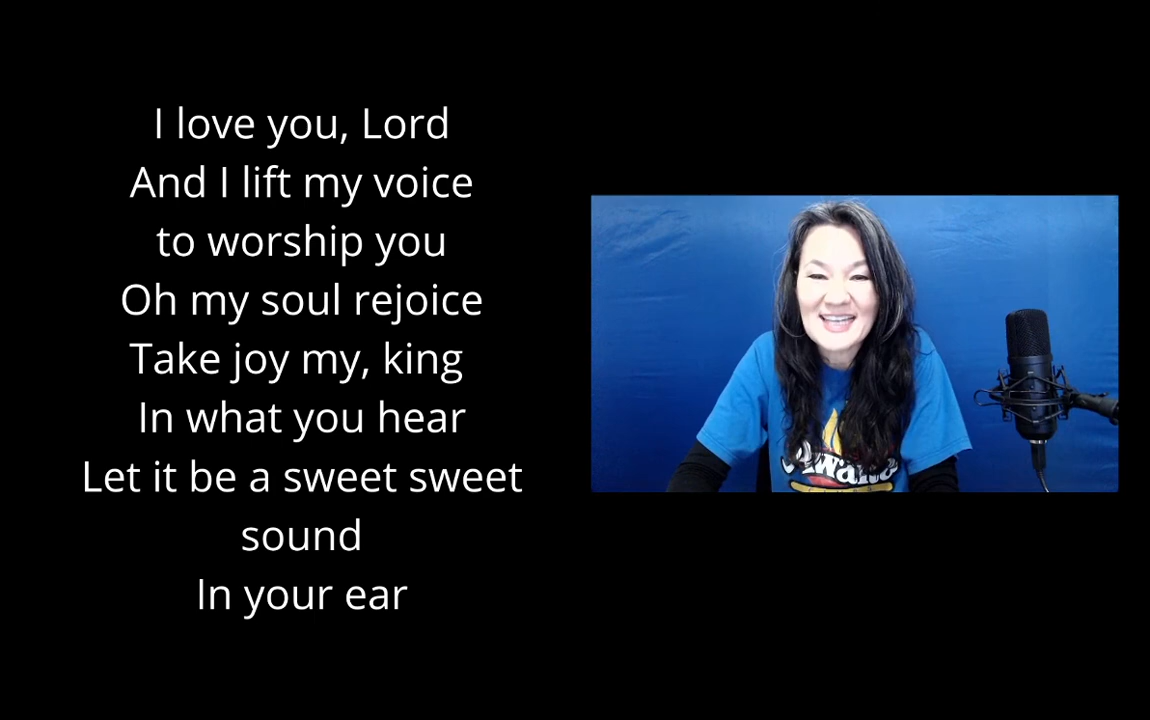 I love you, Lord
And I lift my voice
to worship you
Oh my soul rejoice
Take joy my, king
In what you hear
Let it be a sweet sweet
sound
In your ear
Awana